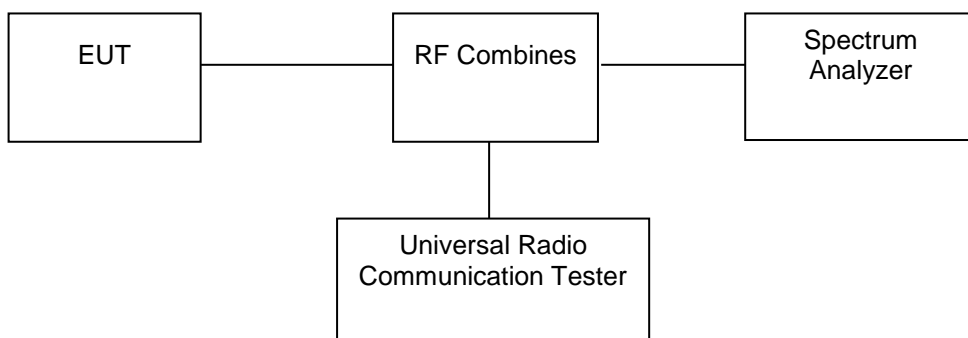 EUT
RF Combines
Spectrum
Analyzer
Universal Radio
Communication Tester